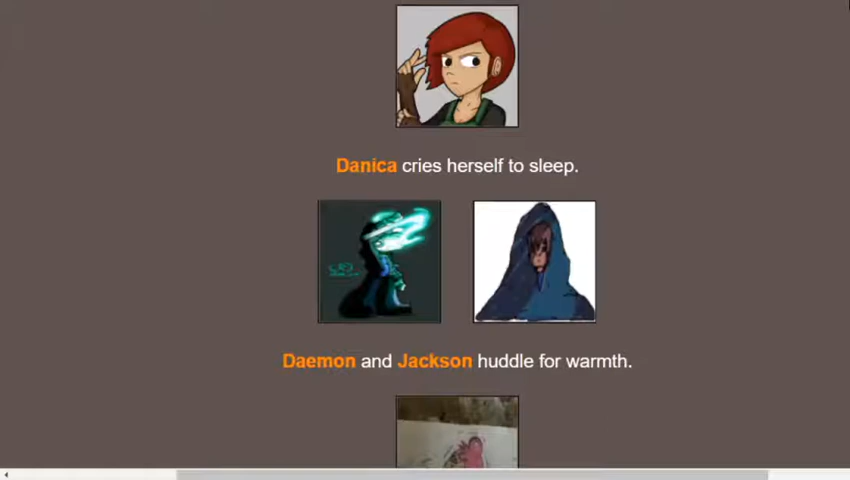 Danica cries herself to sleep.
Daemon and Jackson huddle for warmth.